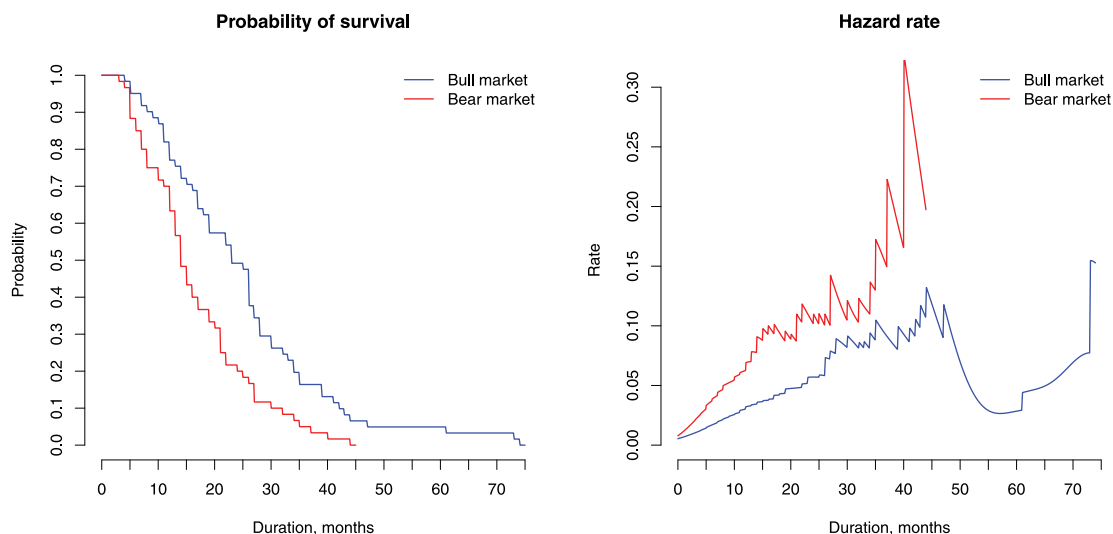 Probability of survival
Bull market
Bear market
Probability
1.0
0.9
0.8
0.7
0.6
0.5
0.4
0.3
0.2
0.1
0.0
0 10 20 30 40 50 60 70
Duration, months
Hazard rate
Bull market
Bear market
Rate
0.30
0.25
0.20
0.15
0.10
0.05
0.00
0 10 20 30 40 50 60 70
Duration, months